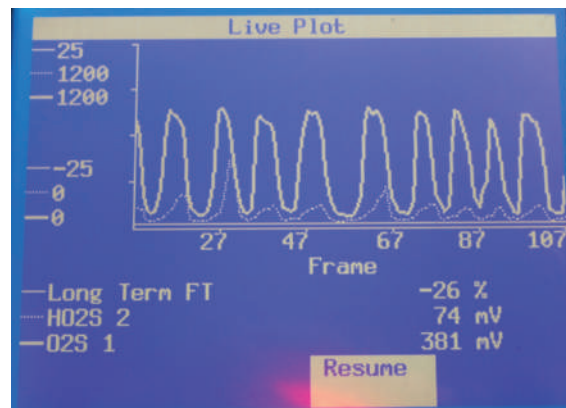 Live Plot
25
1200
1200
-25
0
0
27 47 67 87 107
Frame
Long Term FT -26 %
HO2S 2 74 mV
O2S 1 381 mV
Resume